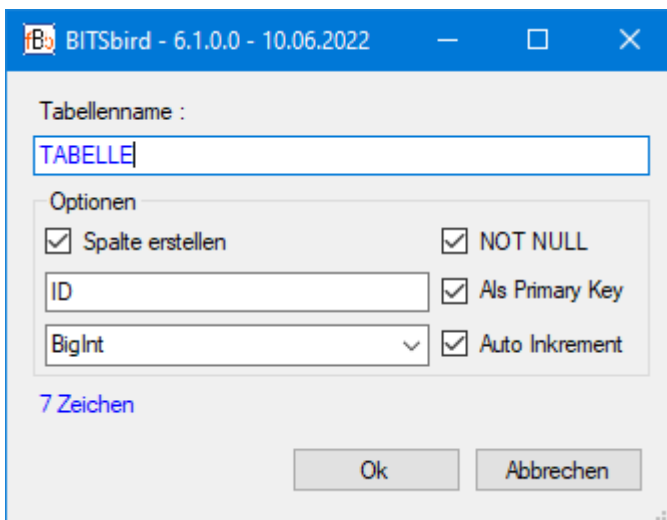 BITSbird - 6.1.0.0 - 10.06.2022
Tabellenname :
TABELLE
Optionen
Spalte erstellen NOT NULL
ID Als Primary Key
BigInt Auto Inkrement
7 Zeichen
Ok Abbrechen